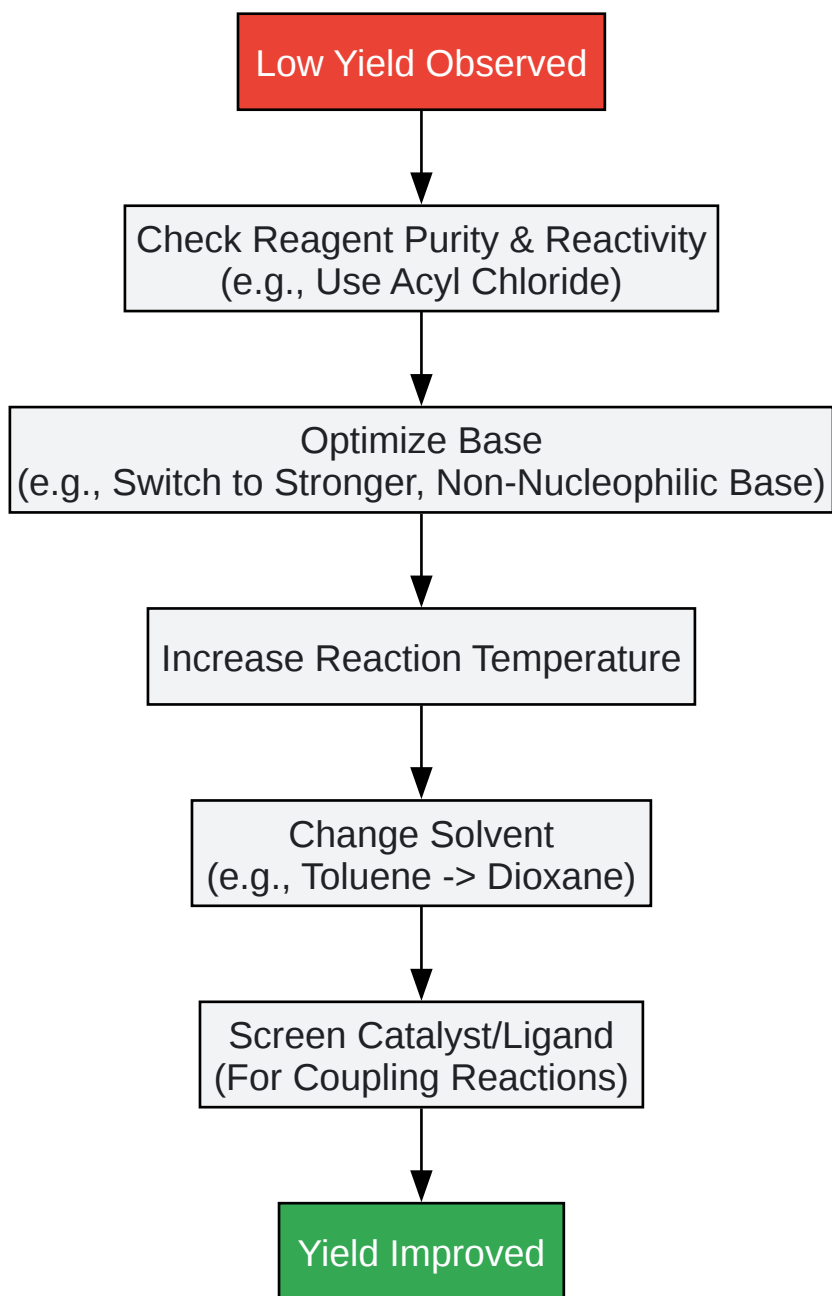 Low Yield Observed
Check Reagent Purity & Reactivity
(e.g., Use Acyl Chloride)
Optimize Base
(e.g., Switch to Stronger, Non-Nucleophilic Base)
Increase Reaction Temperature
Change Solvent
(e.g., Toluene -> Dioxane)
Screen Catalyst/Ligand
(For Coupling Reactions)
Yield Improved